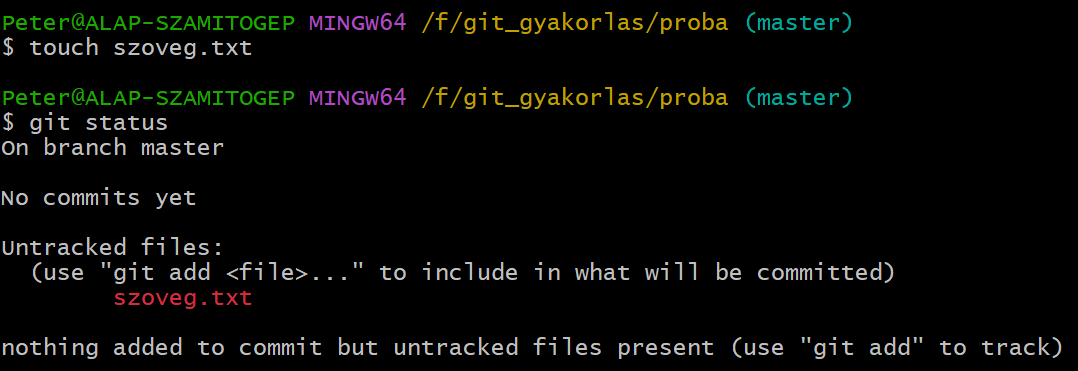 Peter@ALAP-SZAMITOGEP MINGW64 /f/git_gyakorlas/proba (master)
$ touch szoveg.txt
Peter@ALAP-SZAMITOGEP MINGW64 /f/git_gyakorlas/proba (master)
$ git status
On branch master
No commits yet
Untracked files:
  (use "git add <file>..." to include in what will be committed)
        szoveg.txt
nothing added to commit but untracked files present (use "git add" to track)